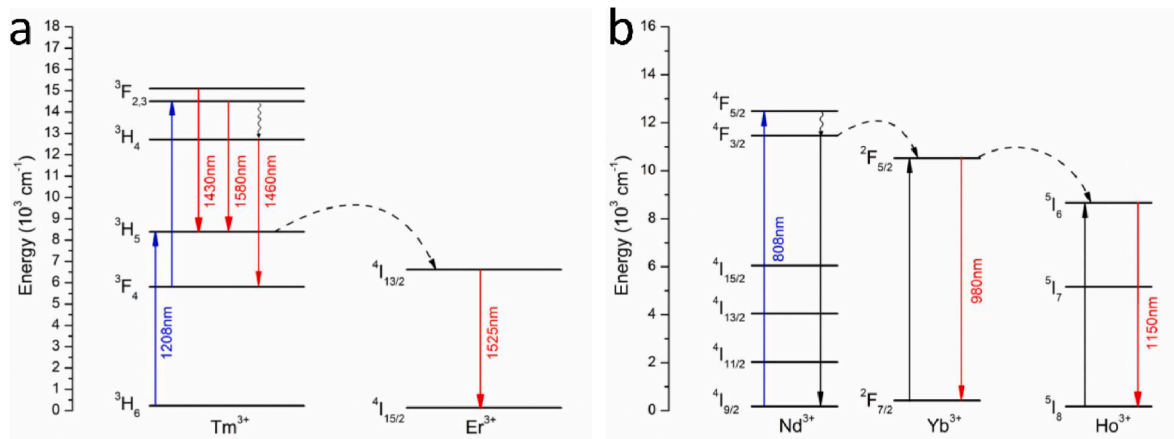 a
18
17
16
15
14
13
12
11
10
9
8
7
6
5
4
3
2
1
0
Energy (10³ cm⁻¹)
³F₂,₃
³H₄
³H₅
³F₄
³H₆
1430nm
1580nm
1460nm
1208nm
Tm³⁺
⁴I₁₃/₂
1525nm
⁴I₁₅/₂
Er³⁺
b
16
14
12
10
8
6
4
2
0
Energy (10³ cm⁻¹)
⁴F₅/₂
⁴F₃/₂
808nm
⁴I₁₅/₂
⁴I₁₃/₂
⁴I₁₁/₂
⁴I₉/₂
Nd³⁺
²F₅/₂
980nm
²F₇/₂
Yb³⁺
⁵I₆
⁵I₇
1150nm
⁵I₈
Ho³⁺